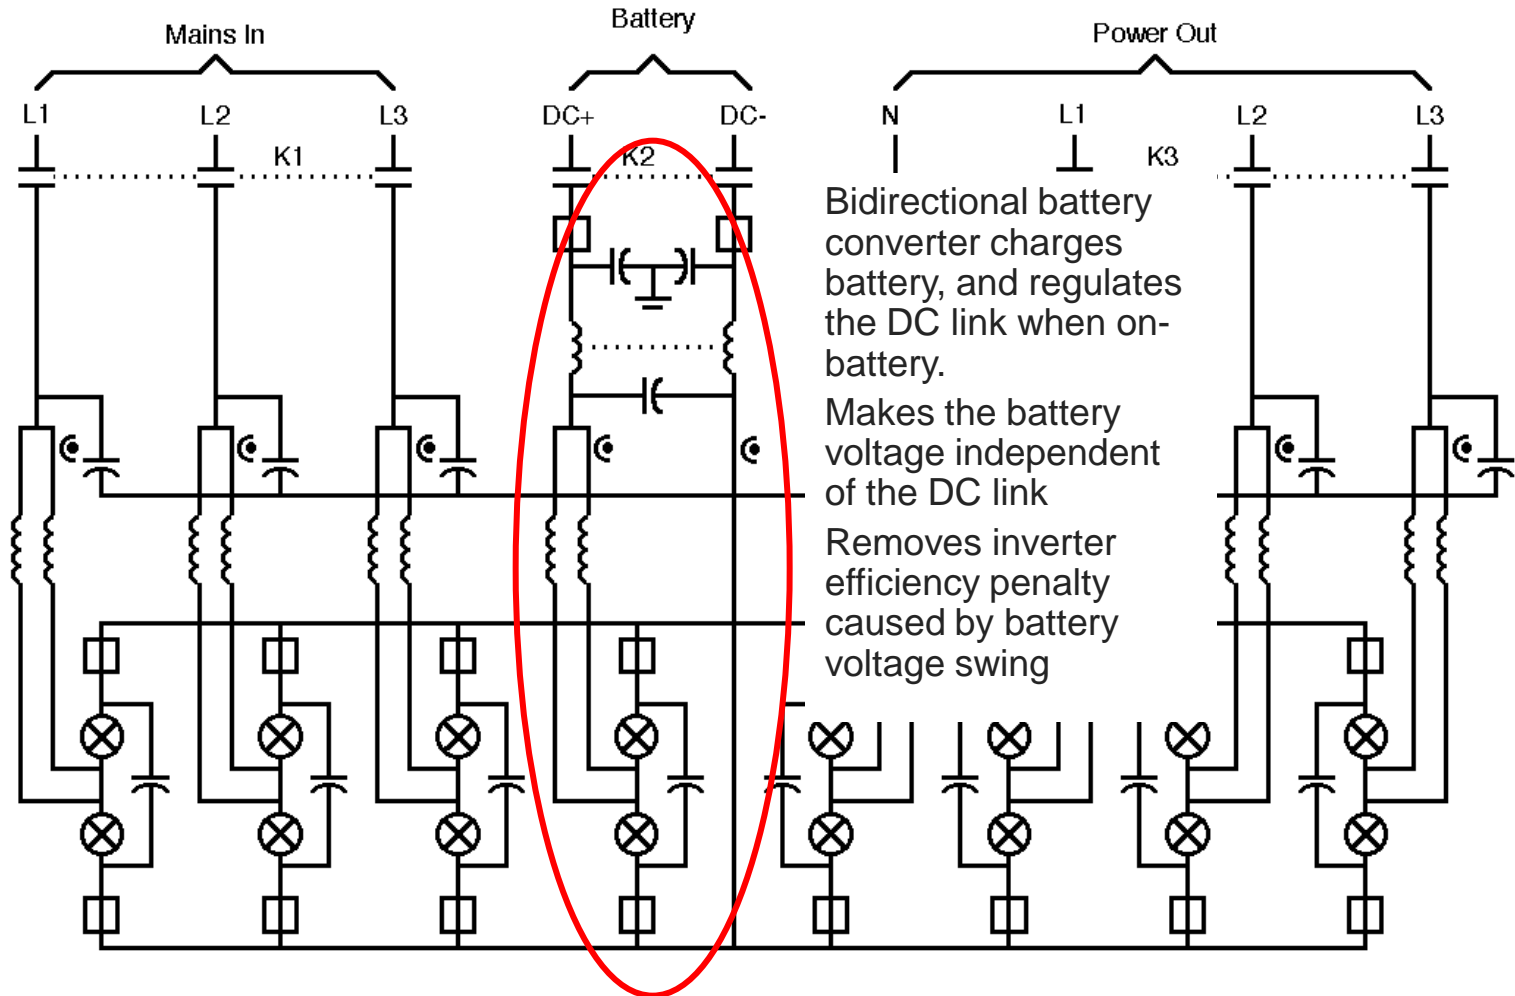 Mains In
Battery
Power Out
L1
L2
L3
DC+
DC-
N
L1
L2
L3
K1
K2
K3
Bidirectional battery
converter charges
battery, and regulates
the DC link when on-
battery.
Makes the battery
voltage independent
of the DC link
Removes inverter
efficiency penalty
caused by battery
voltage swing